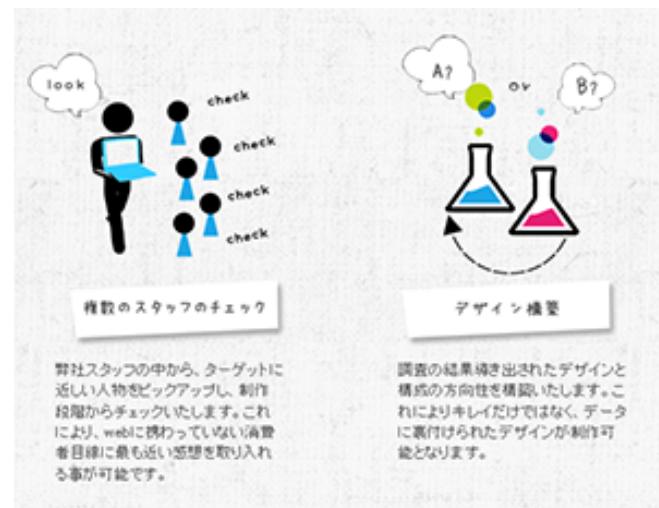 look
check
check
check
check
A?
or
B?
複数のスタッフのチェック
デザイン構築
弊社スタッフの中から、ターゲットに
近しい人物をピックアップし、制作
段階からチェックいたします。これ
により、webに携わっていない消費
者目線に最も近い感想を取り入れ
る事が可能です。
調査の結果導き出されたデザインと
構成の方向性を構築いたします。こ
れによりキレイだけではなく、データ
に裏付けられたデザインが制作可
能となります。